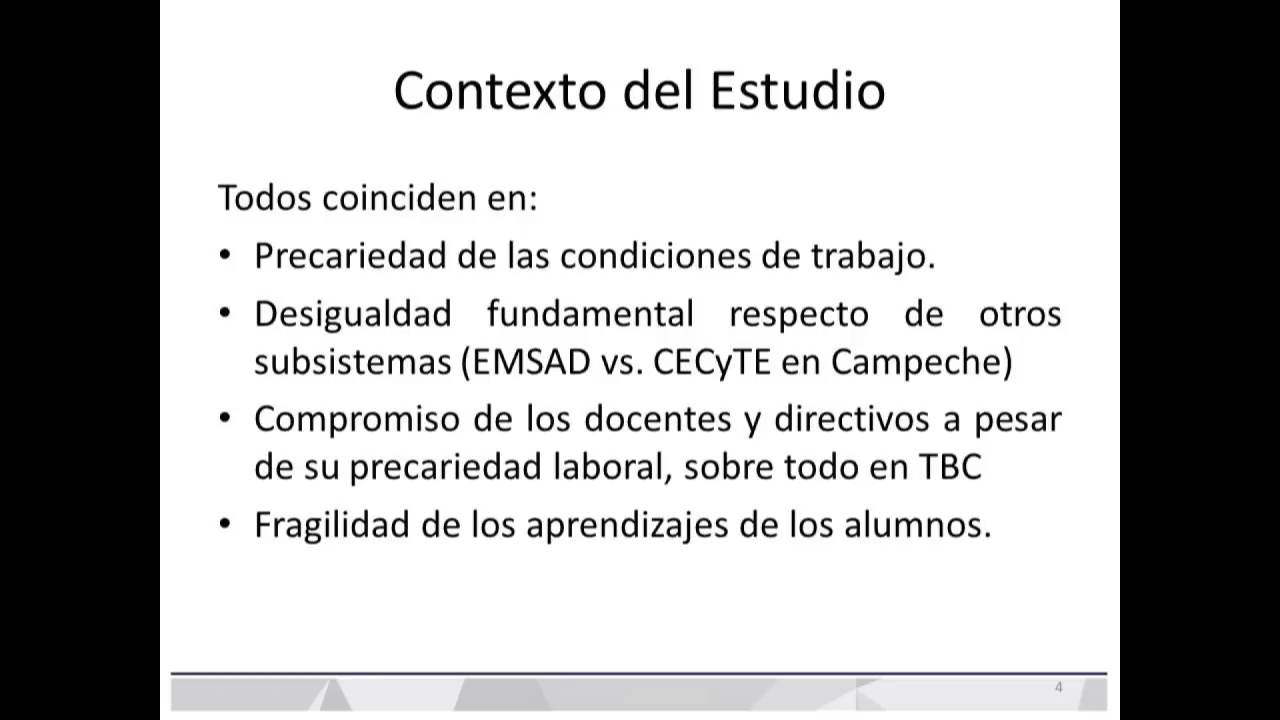 Contexto del Estudio
Todos coinciden en:
• Precariedad de las condiciones de trabajo.
• Desigualdad fundamental respecto de otros
subsistemas (EMSAD vs. CECyTE en Campeche)
• Compromiso de los docentes y directivos a pesar
de su precariedad laboral, sobre todo en TBC
• Fragilidad de los aprendizajes de los alumnos.
4